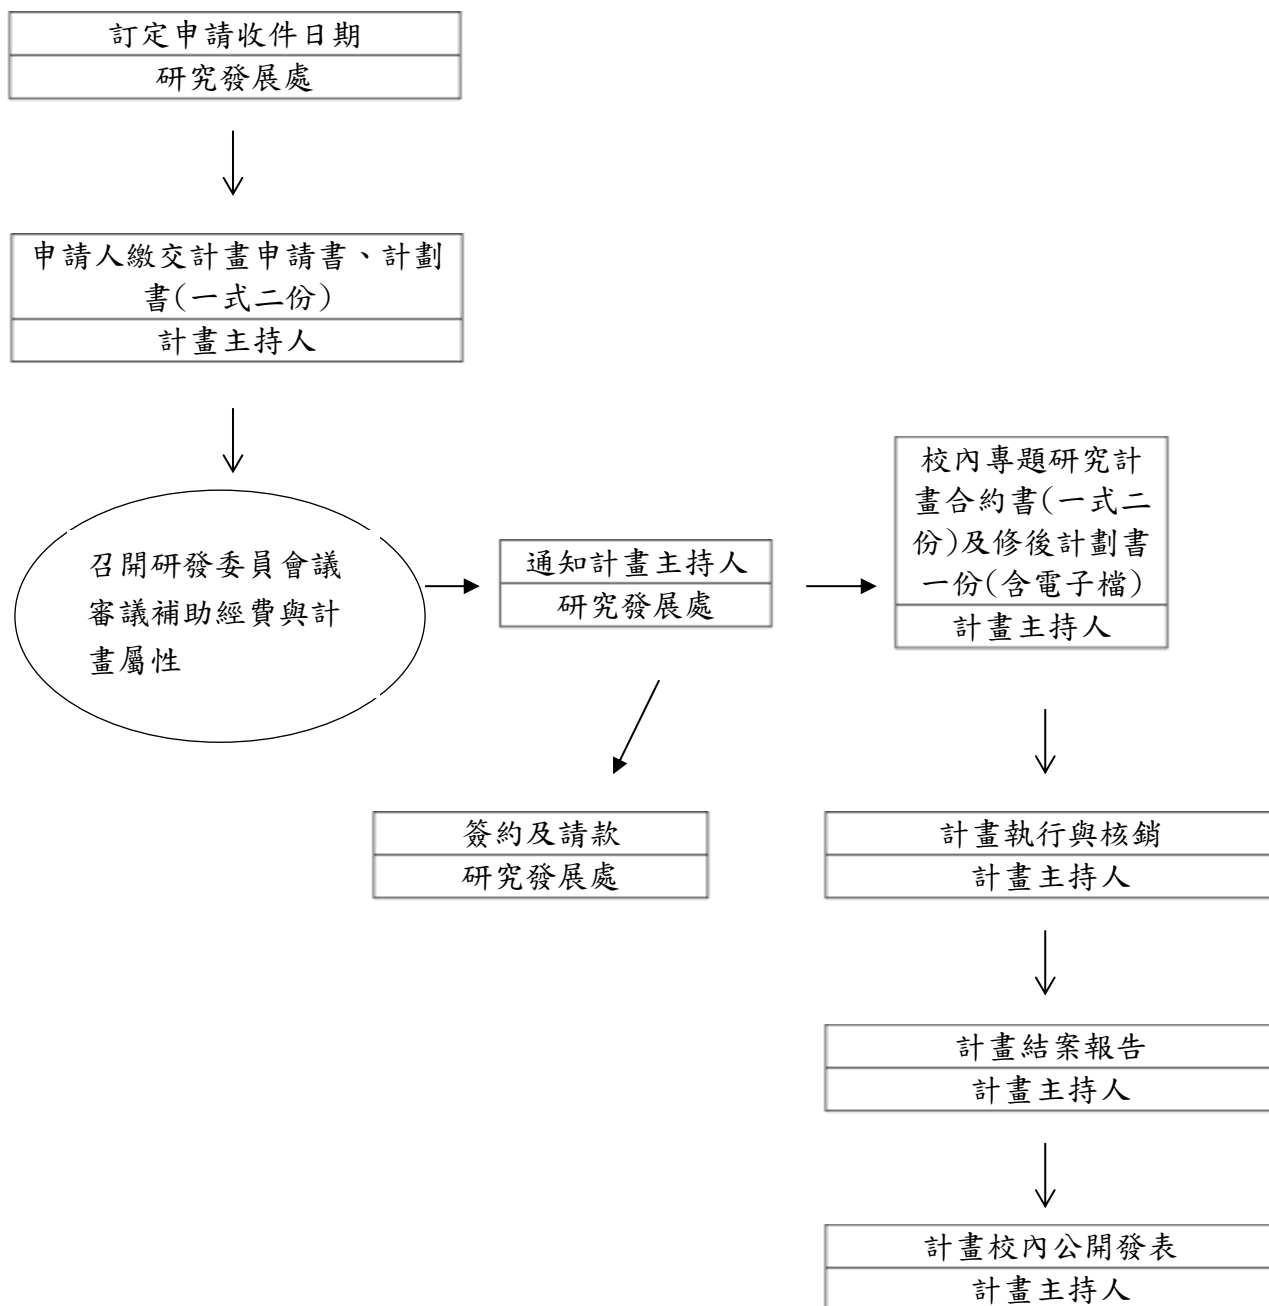 訂定申請收件日期
研究發展處
申請人繳交計畫申請書、計劃
書(一式二份)
計畫主持人
召開研發委員會議
審議補助經費與計
畫屬性
通知計畫主持人
研究發展處
校內專題研究計
畫合約書(一式二
份)及修後計劃書
一份(含電子檔)
計畫主持人
簽約及請款
研究發展處
計畫執行與核銷
計畫主持人
計畫結案報告
計畫主持人
計畫校內公開發表
計畫主持人